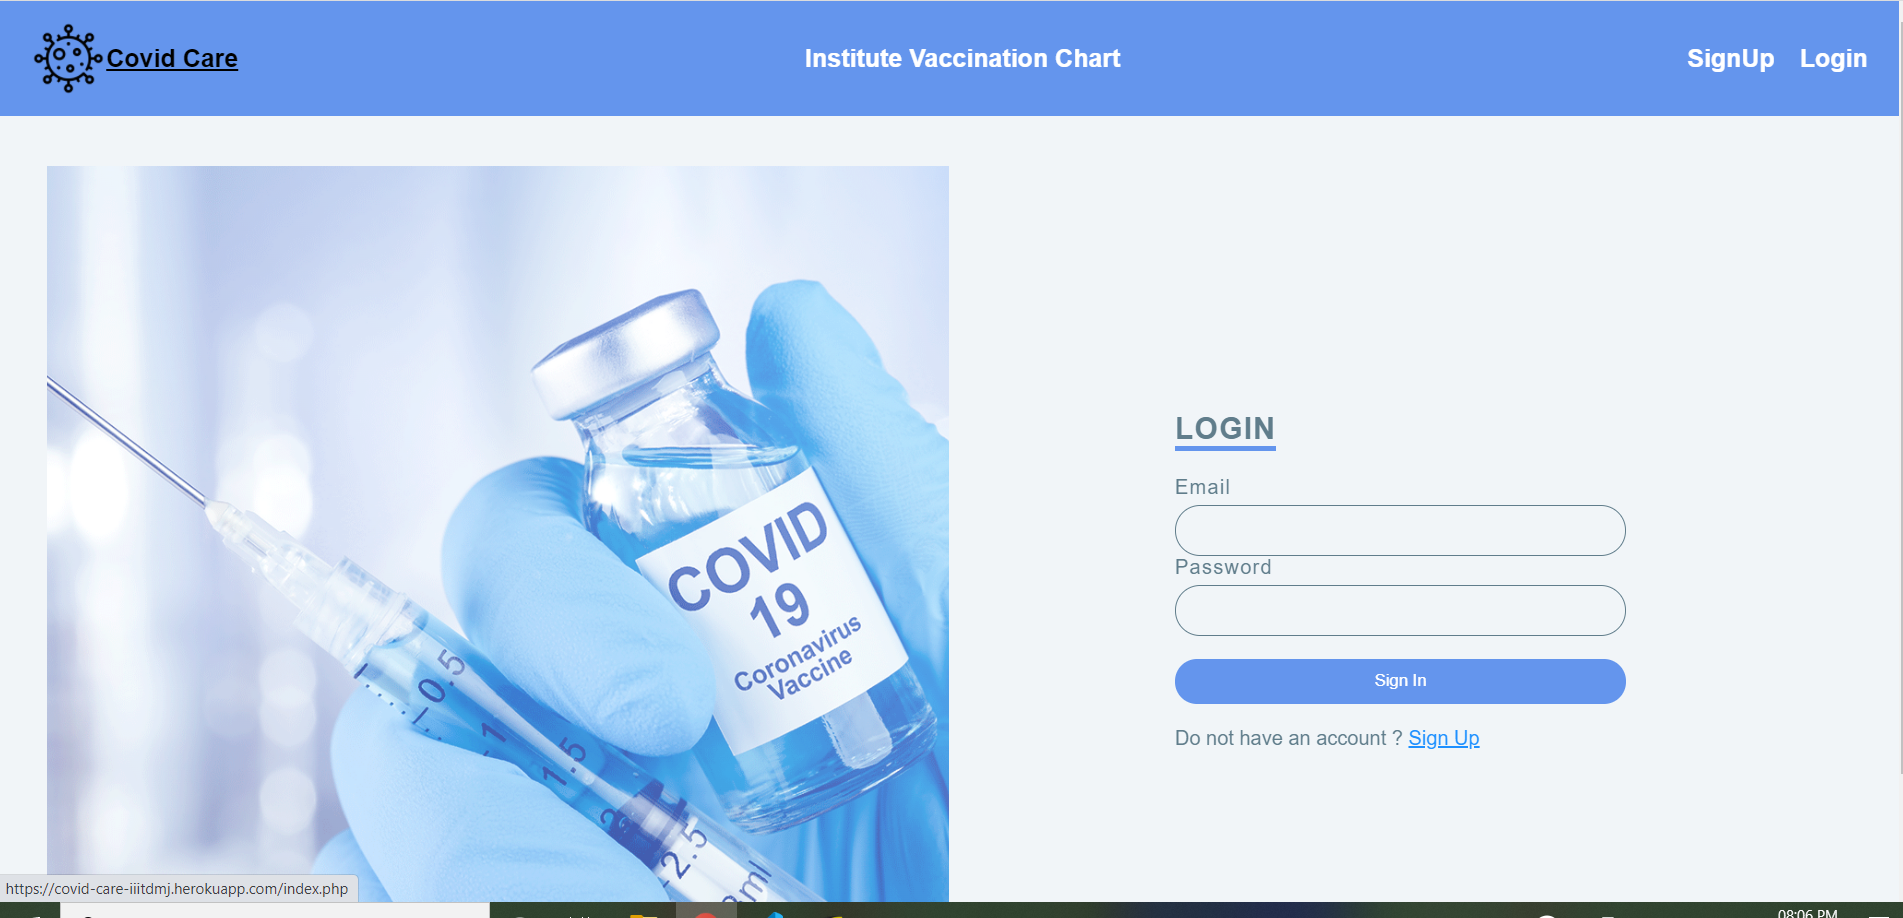 Covid Care
Institute Vaccination Chart
SignUp Login
COVID
19
Coronavirus
Vaccine
0.5
1
1.5
2
2.5
ml
LOGIN
Email
Password
Sign In
Do not have an account ? Sign Up
https://covid-care-iiitdmj.herokuapp.com/index.php
08:06 PM